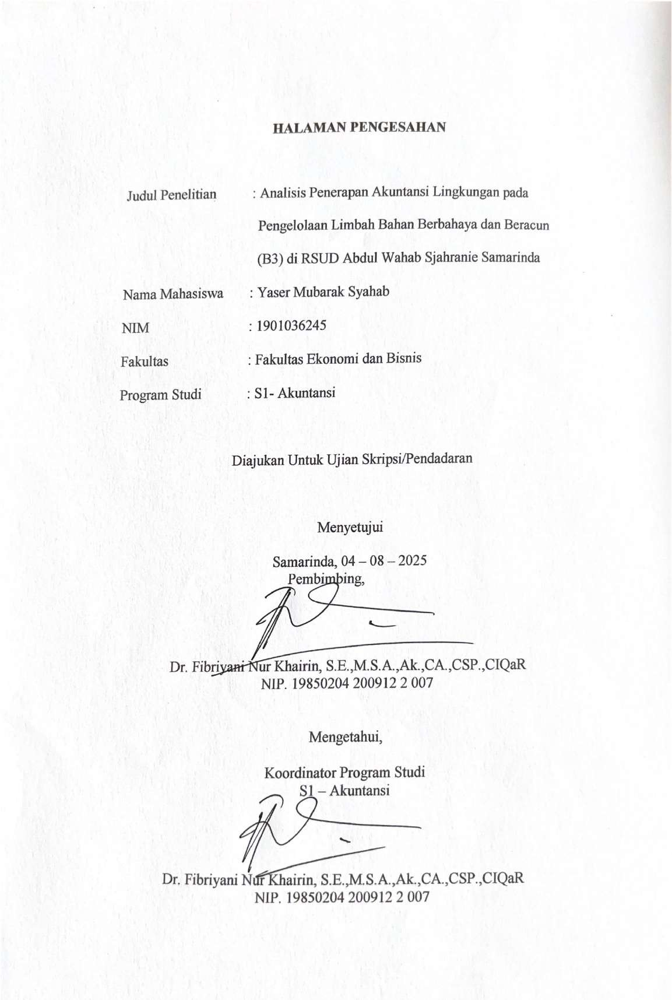 HALAMAN PENGESAHAN
Judul Penelitian : Analisis Penerapan Akuntansi Lingkungan pada
Pengelolaan Limbah Bahan Berbahaya dan Beracun
(B3) di RSUD Abdul Wahab Sjahranie Samarinda
Nama Mahasiswa : Yaser Mubarak Syahab
NIM : 1901036245
Fakultas : Fakultas Ekonomi dan Bisnis
Program Studi : S1- Akuntansi
Diajukan Untuk Ujian Skripsi/Pendadaran
Menyetujui
Samarinda, 04 – 08 – 2025
Pembimbing,
Dr. Fibriyani Nur Khairin, S.E.,M.S.A.,Ak.,CA.,CSP.,CIQaR
NIP. 19850204 200912 2 007
Mengetahui,
Koordinator Program Studi
S1 – Akuntansi
Dr. Fibriyani Nur Khairin, S.E.,M.S.A.,Ak.,CA.,CSP.,CIQaR
NIP. 19850204 200912 2 007